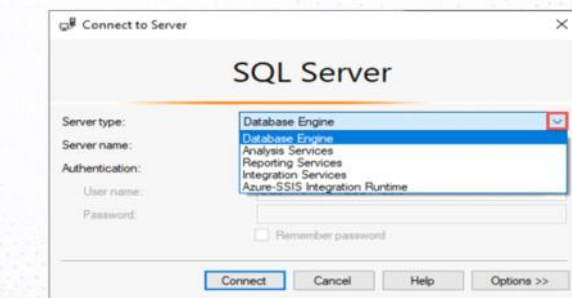 Connect to Server
SQL Server
Server type:
Database Engine
Database Engine
Analysis Services
Reporting Services
Integration Services
Azure-SSIS Integration Runtime
Server name:
Authentication:
User name:
Password:
Remember password
Connect Cancel Help Options >>